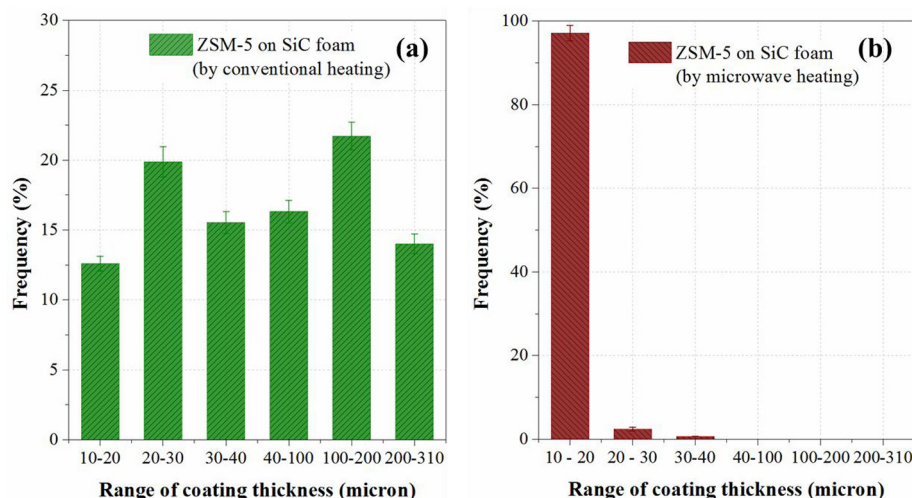 30
25
20
15
10
5
0
Frequency (%)
ZSM-5 on SiC foam
(by conventional heating)
(a)
10-20 20-30 30-40 40-100 100-200 200-310
Range of coating thickness (micron)
100
80
60
40
20
0
Frequency (%)
ZSM-5 on SiC foam
(by microwave heating)
(b)
10 - 20 20 - 30 30-40 40-100 100-200 200-310
Range of coating thickness (micron)